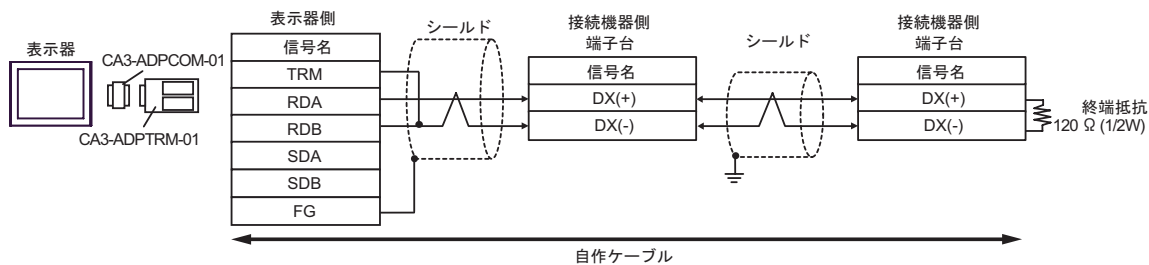 表示器
CA3-ADPCOM-01
CA3-ADPTRM-01
表示器側
信号名
TRM
RDA
RDB
SDA
SDB
FG
シールド
接続機器側
端子台
信号名
DX(+)
DX(-)
シールド
接続機器側
端子台
信号名
DX(+)
DX(-)
終端抵抗
120 Ω (1/2W)
自作ケーブル